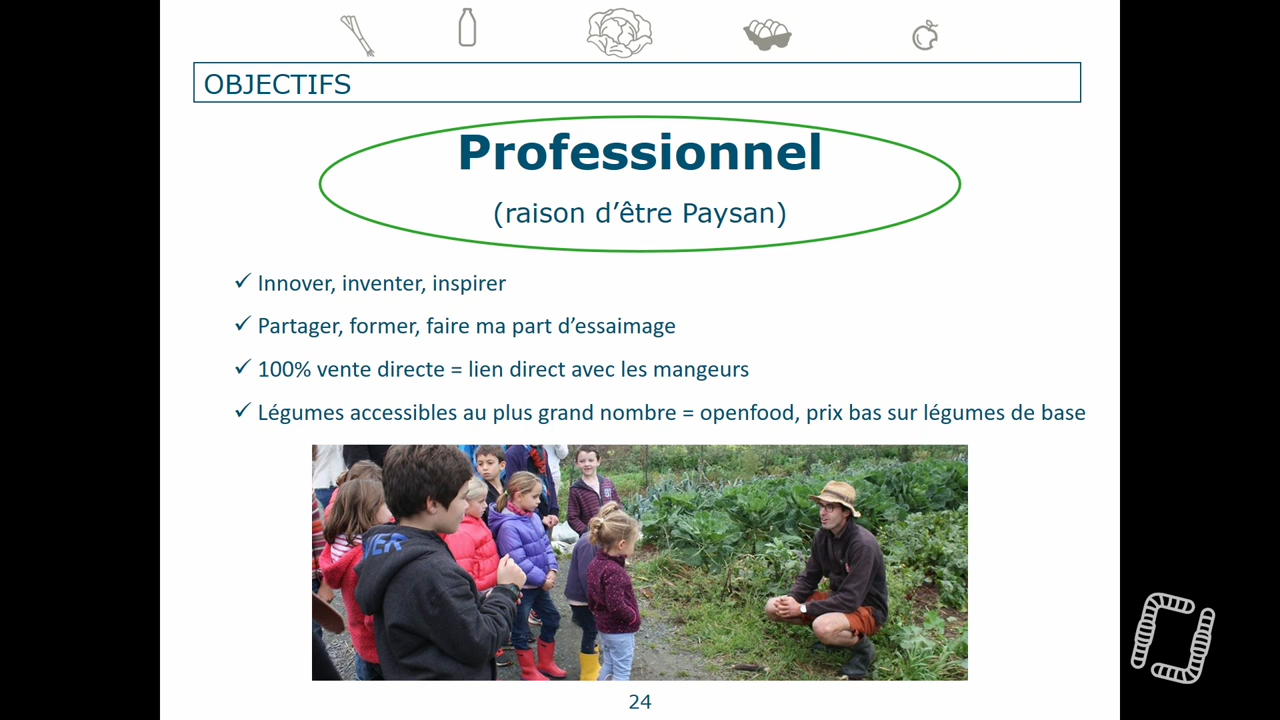 OBJECTIFS
Professionnel
(raison d’être Paysan)
✓ Innover, inventer, inspirer
✓ Partager, former, faire ma part d’essaimage
✓ 100% vente directe = lien direct avec les mangeurs
✓ Légumes accessibles au plus grand nombre = openfood, prix bas sur légumes de base
24